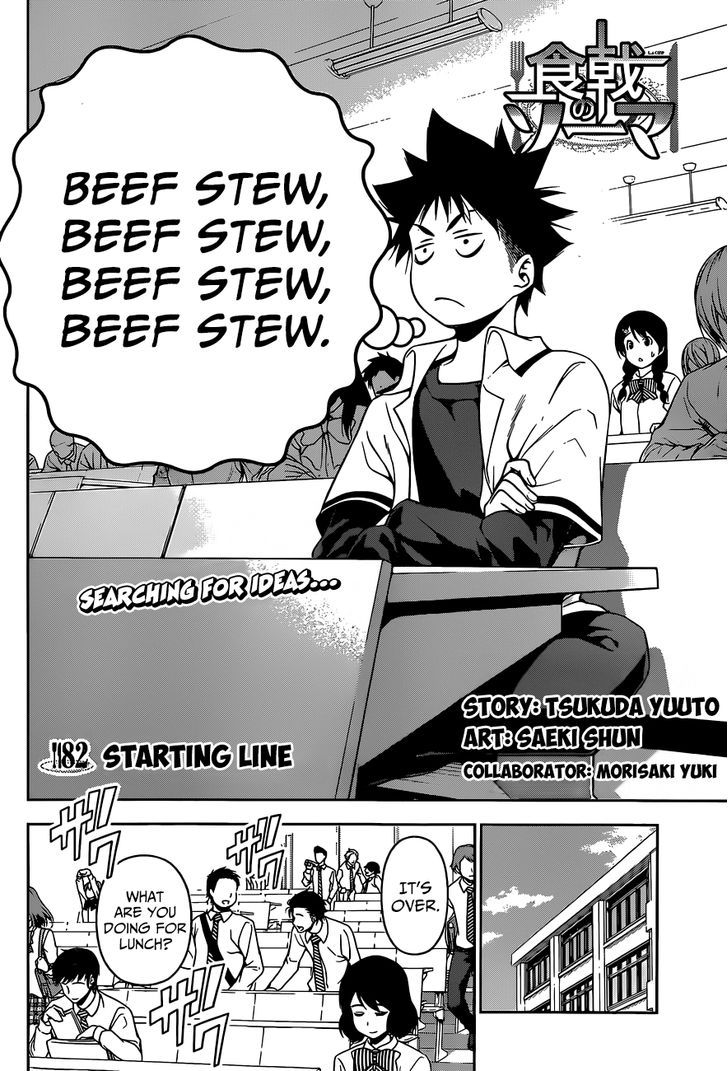 食戟の
ソーマ
BEEF STEW,
BEEF STEW,
BEEF STEW,
BEEF STEW.
SEARCHING FOR IDEAS...
182 STARTING LINE
STORY: TSUKUDA YUUTO
ART: SAEKI SHUN
COLLABORATOR: MORISAKI YUKI
IT'S
OVER.
WHAT
ARE YOU
DOING FOR
LUNCH?
ザワ
ザワ
ザワ
ザワ